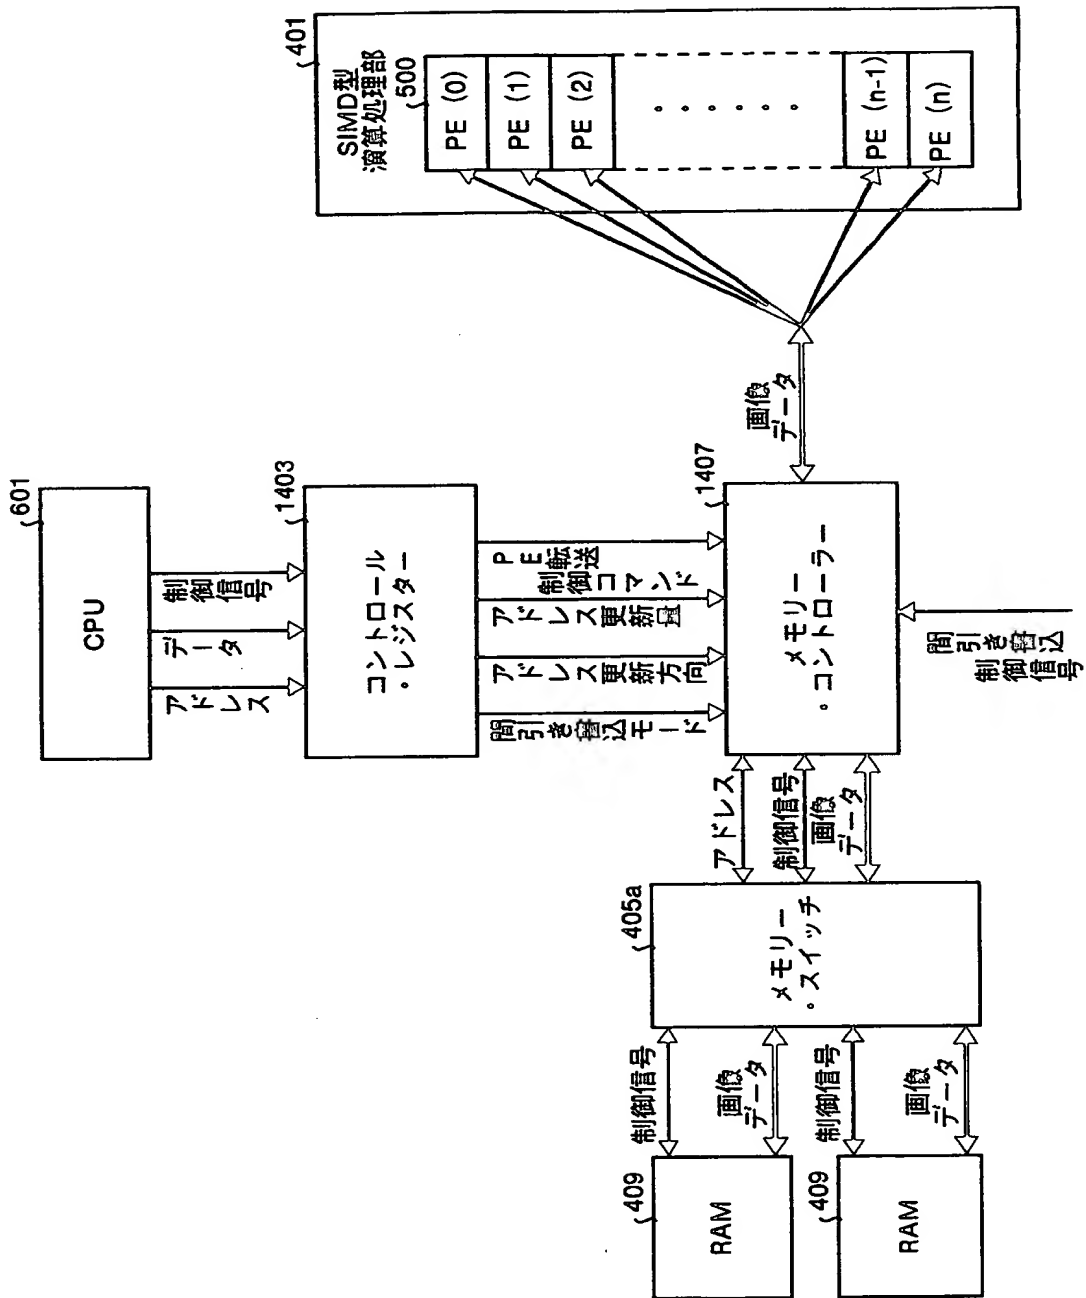 601
CPU
制御信号
データ
アドレス
1403
コントロール
・レジスター
PE転送
制御コマンド
アドレス更新量
アドレス更新方向
間引き書込モード
1407
メモリー
・コントローラー
間引き書込
制御信号
画像
データ
401
SIMD型
演算処理部
500
PE (0)
PE (1)
PE (2)
PE (n-1)
PE (n)
アドレス
制御信号
画像
データ
405a
メモリー
・スイッチ
制御信号
画像
データ
制御信号
画像
データ
409
RAM
409
RAM